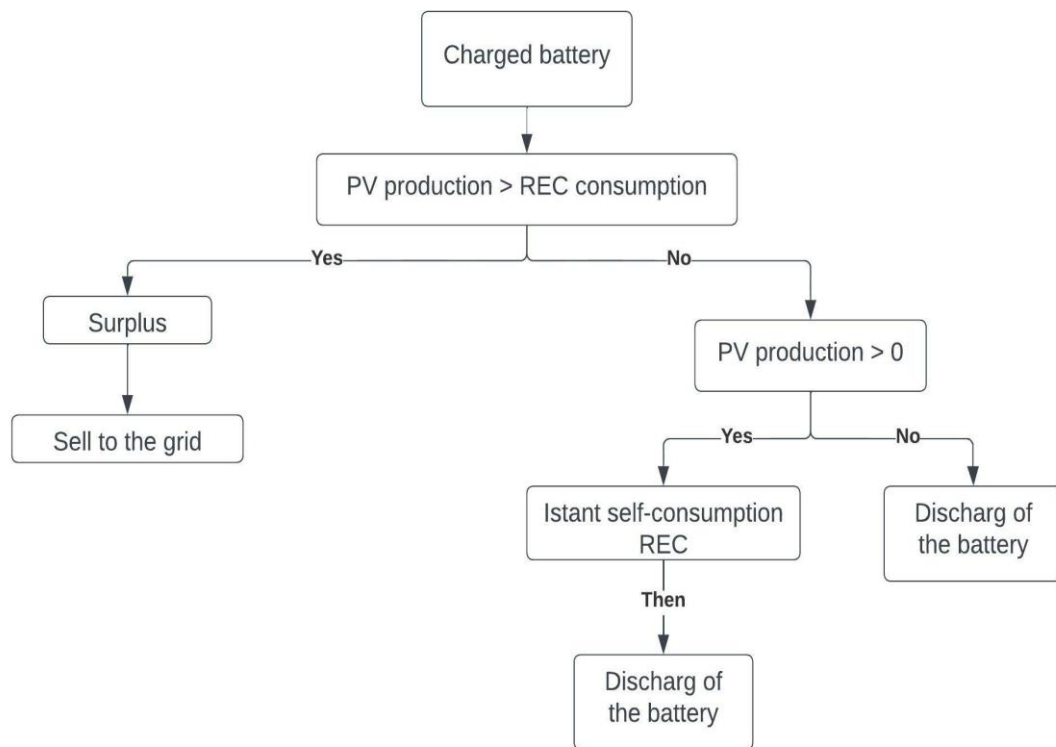 Charged battery
PV production > REC consumption
Yes
No
Surplus
PV production > 0
Sell to the grid
Yes
No
Istant self-consumption
REC
Discharg of
the battery
Then
Discharg of
the battery